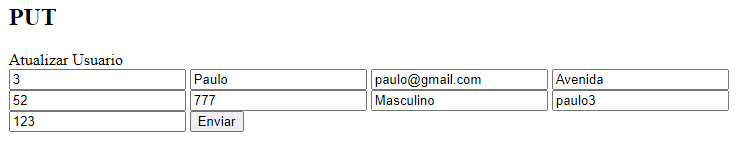 PUT
Atualizar Usuario
3 Paulo paulo@gmail.com Avenida
52 777 Masculino paulo3
123 Enviar